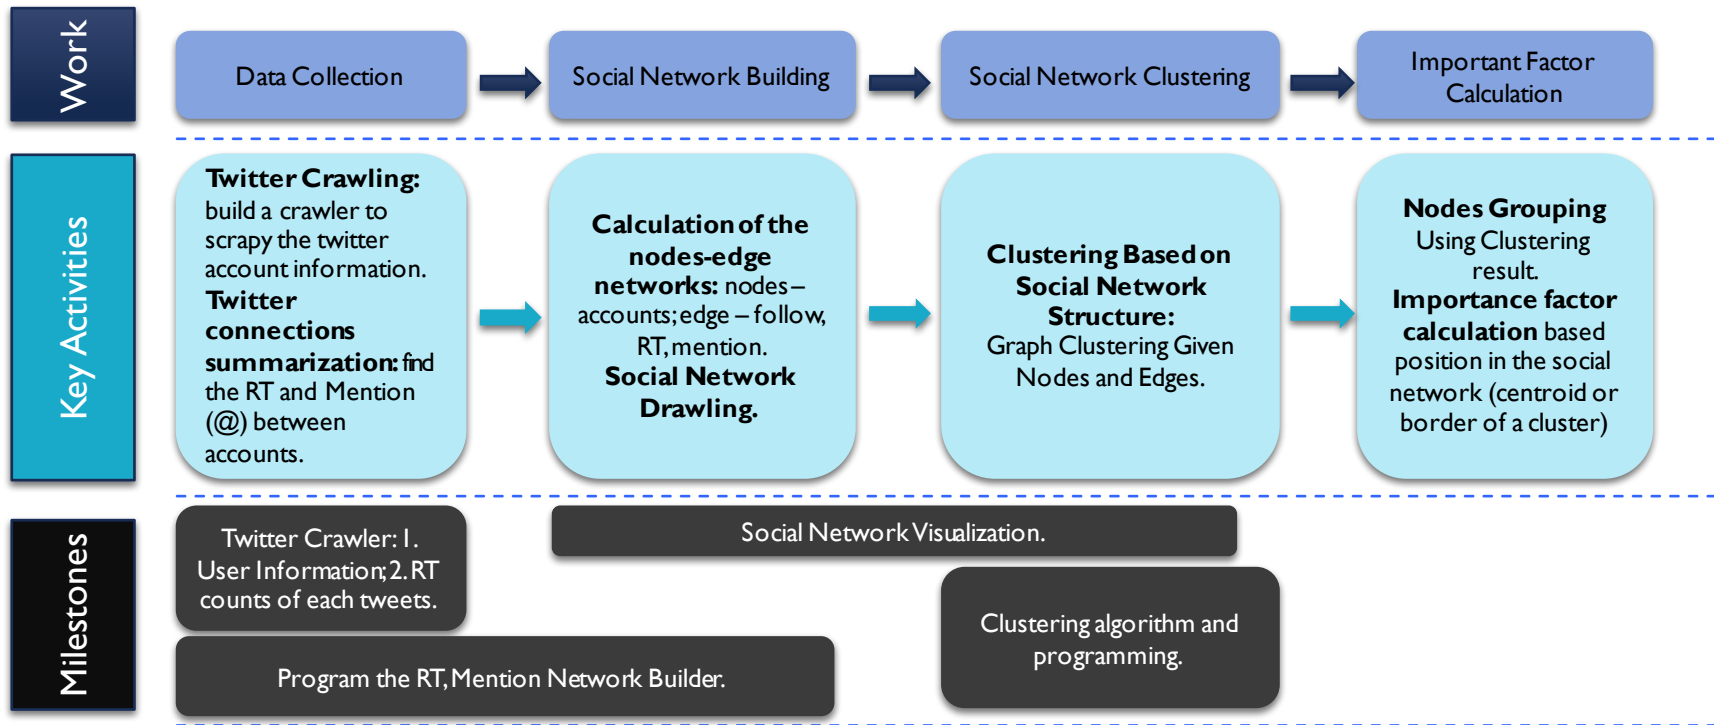 Work
Data Collection
Social Network Building
Social Network Clustering
Important Factor
Calculation
Key Activities
Twitter Crawling:
build a crawler to
scrapy the twitter
account information.
Twitter
connections
summarization: find
the RT and Mention
(@) between
accounts.
Calculation of the
nodes-edge
networks: nodes –
accounts; edge – follow,
RT, mention.
Social Network
Drawling.
Clustering Based on
Social Network
Structure:
Graph Clustering Given
Nodes and Edges.
Nodes Grouping
Using Clustering
result.
Importance factor
calculation based
position in the social
network (centroid or
border of a cluster)
Milestones
Twitter Crawler: 1.
User Information; 2. RT
counts of each tweets.
Social Network Visualization.
Clustering algorithm and
programming.
Program the RT, Mention Network Builder.